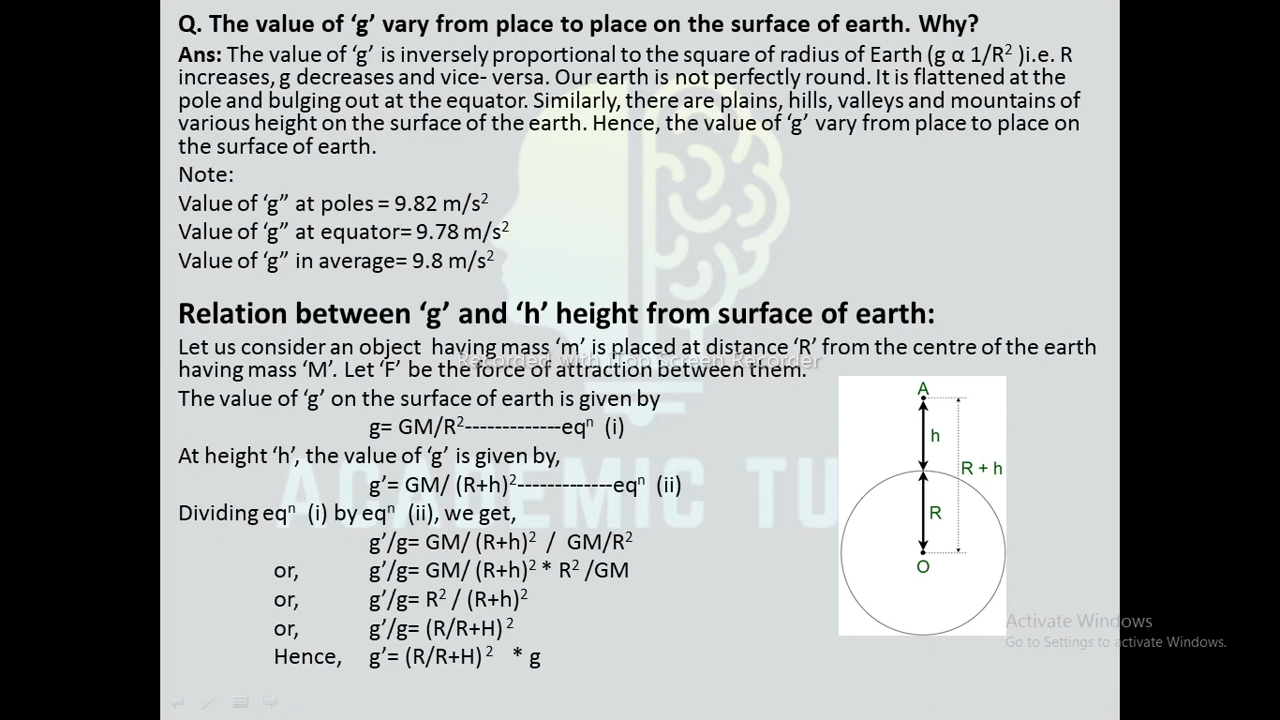 Q. The value of ‘g’ vary from place to place on the surface of earth. Why?
Ans: The value of ‘g’ is inversely proportional to the square of radius of Earth (g α 1/R² )i.e. R
increases, g decreases and vice- versa. Our earth is not perfectly round. It is flattened at the
pole and bulging out at the equator. Similarly, there are plains, hills, valleys and mountains of
various height on the surface of the earth. Hence, the value of ‘g’ vary from place to place on
the surface of earth.
Note:
Value of ‘g” at poles = 9.82 m/s²
Value of ‘g” at equator= 9.78 m/s²
Value of ‘g” in average= 9.8 m/s²
Relation between ‘g’ and ‘h’ height from surface of earth:
Let us consider an object having mass ‘m’ is placed at distance ‘R’ from the centre of the earth
Recorded with iTop Screen Recorder
having mass ‘M’. Let ‘F’ be the force of attraction between them.
The value of ‘g’ on the surface of earth is given by
g= GM/R²-------------eqⁿ (i)
At height ‘h’, the value of ‘g’ is given by,
g’= GM/ (R+h)²-------------eqⁿ (ii)
Dividing eqⁿ (i) by eqⁿ (ii), we get,
g’/g= GM/ (R+h)² / GM/R²
or, g’/g= GM/ (R+h)² * R² /GM
or, g’/g= R² / (R+h)²
or, g’/g= (R/R+H) ²
Hence, g’= (R/R+H) ² * g
A
h
R + h
R
O
ACADEMIC TU
Activate Windows
Go to Settings to activate Windows.